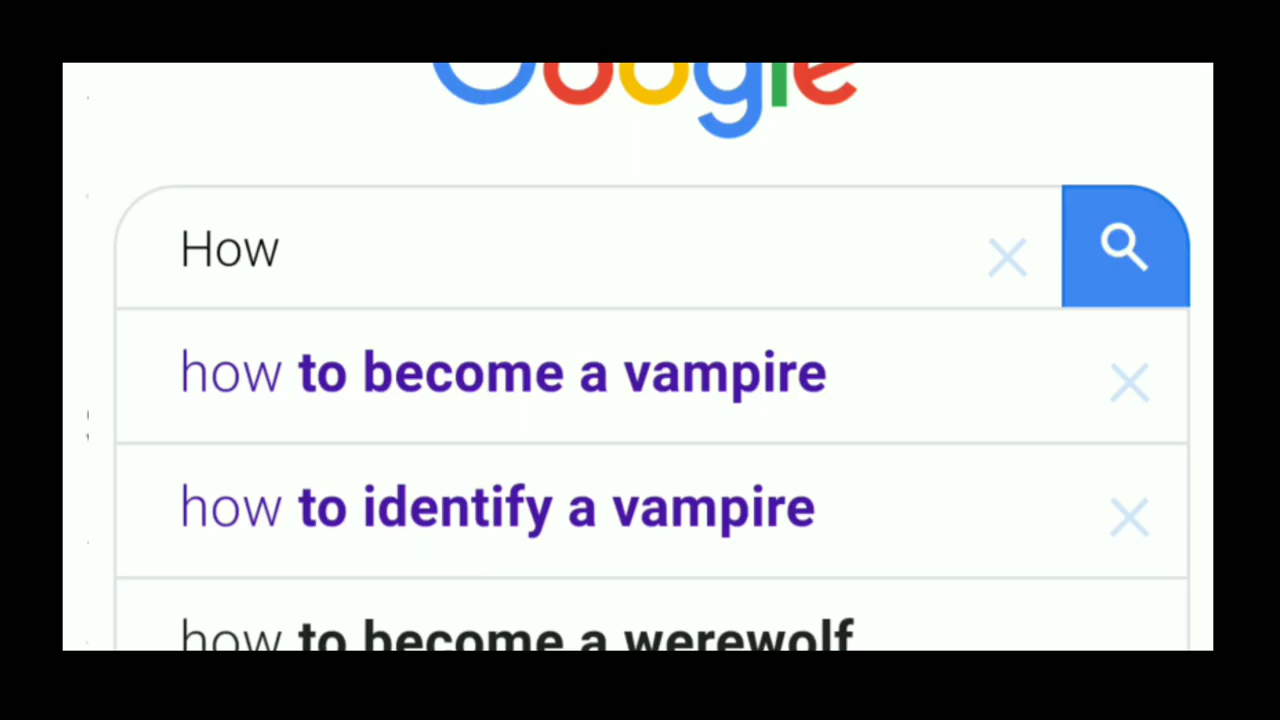 Google
How
how to become a vampire
how to identify a vampire
how to become a werewolf